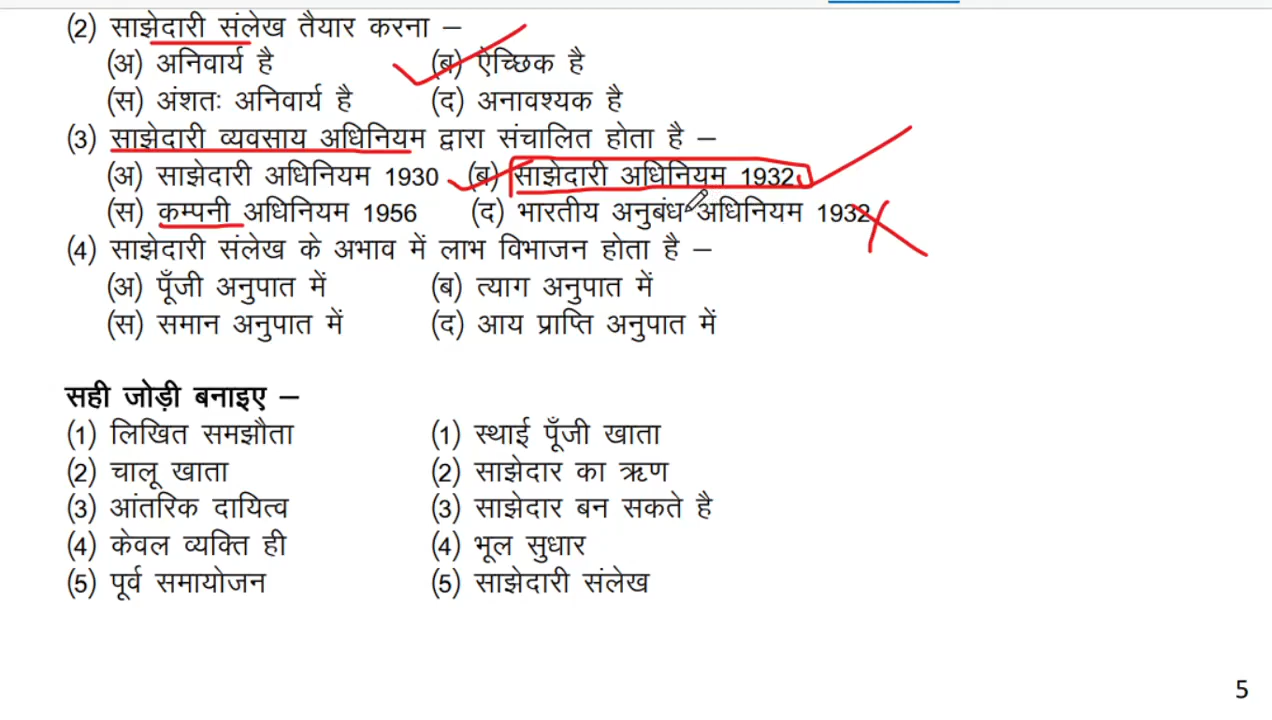 (2) साझेदारी संलेख तैयार करना –
(अ) अनिवार्य है (ब) ऐच्छिक है
(स) अंशतः अनिवार्य है (द) अनावश्यक है
(3) साझेदारी व्यवसाय अधिनियम द्वारा संचालित होता है –
(अ) साझेदारी अधिनियम 1930 (ब) साझेदारी अधिनियम 1932
(स) कम्पनी अधिनियम 1956 (द) भारतीय अनुबंध अधिनियम 1932
(4) साझेदारी संलेख के अभाव में लाभ विभाजन होता है –
(अ) पूँजी अनुपात में (ब) त्याग अनुपात में
(स) समान अनुपात में (द) आय प्राप्ति अनुपात में
सही जोड़ी बनाइए –
(1) लिखित समझौता (1) स्थाई पूँजी खाता
(2) चालू खाता (2) साझेदार का ऋण
(3) आंतरिक दायित्व (3) साझेदार बन सकते है
(4) केवल व्यक्ति ही (4) भूल सुधार
(5) पूर्व समायोजन (5) साझेदारी संलेख
5